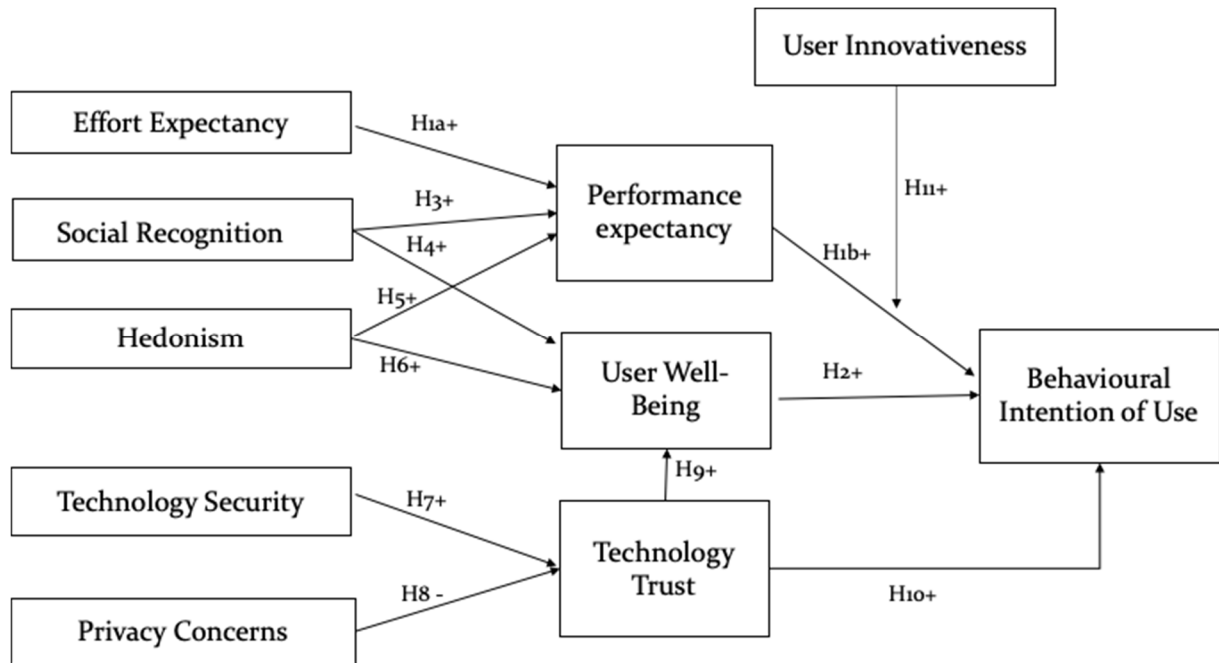 User Innovativeness
Effort Expectancy
H1a+
Performance
expectancy
H11+
Social Recognition
H3+
H4+
H1b+
Hedonism
H5+
H6+
User Well-
Being
H2+
Behavioural
Intention of Use
H9+
Technology Security
H7+
Technology
Trust
H8 -
H10+
Privacy Concerns